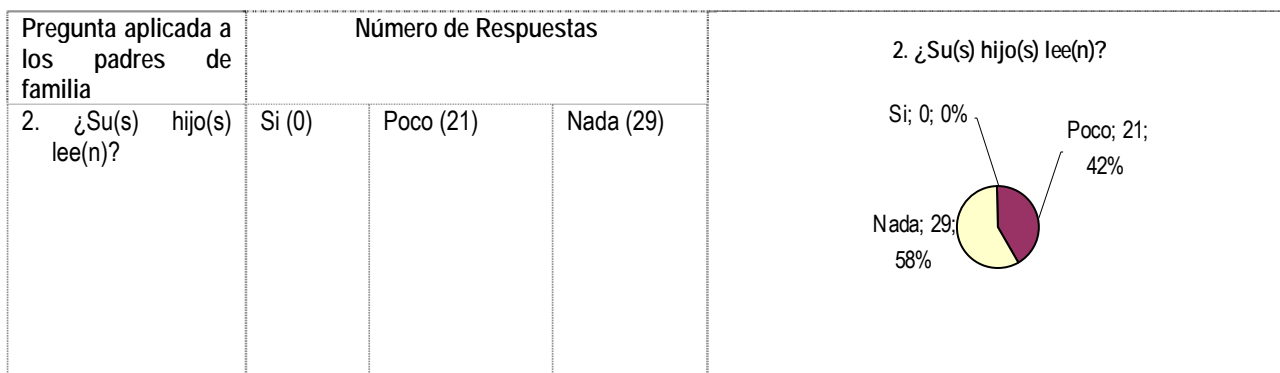 Pregunta aplicada a
los padres de
familia
Número de Respuestas
2. ¿Su(s) hijo(s)
lee(n)?
Si (0)
Poco (21)
Nada (29)
2. ¿Su(s) hijo(s) lee(n)?
Si; 0; 0%
Poco; 21;
42%
Nada; 29;
58%